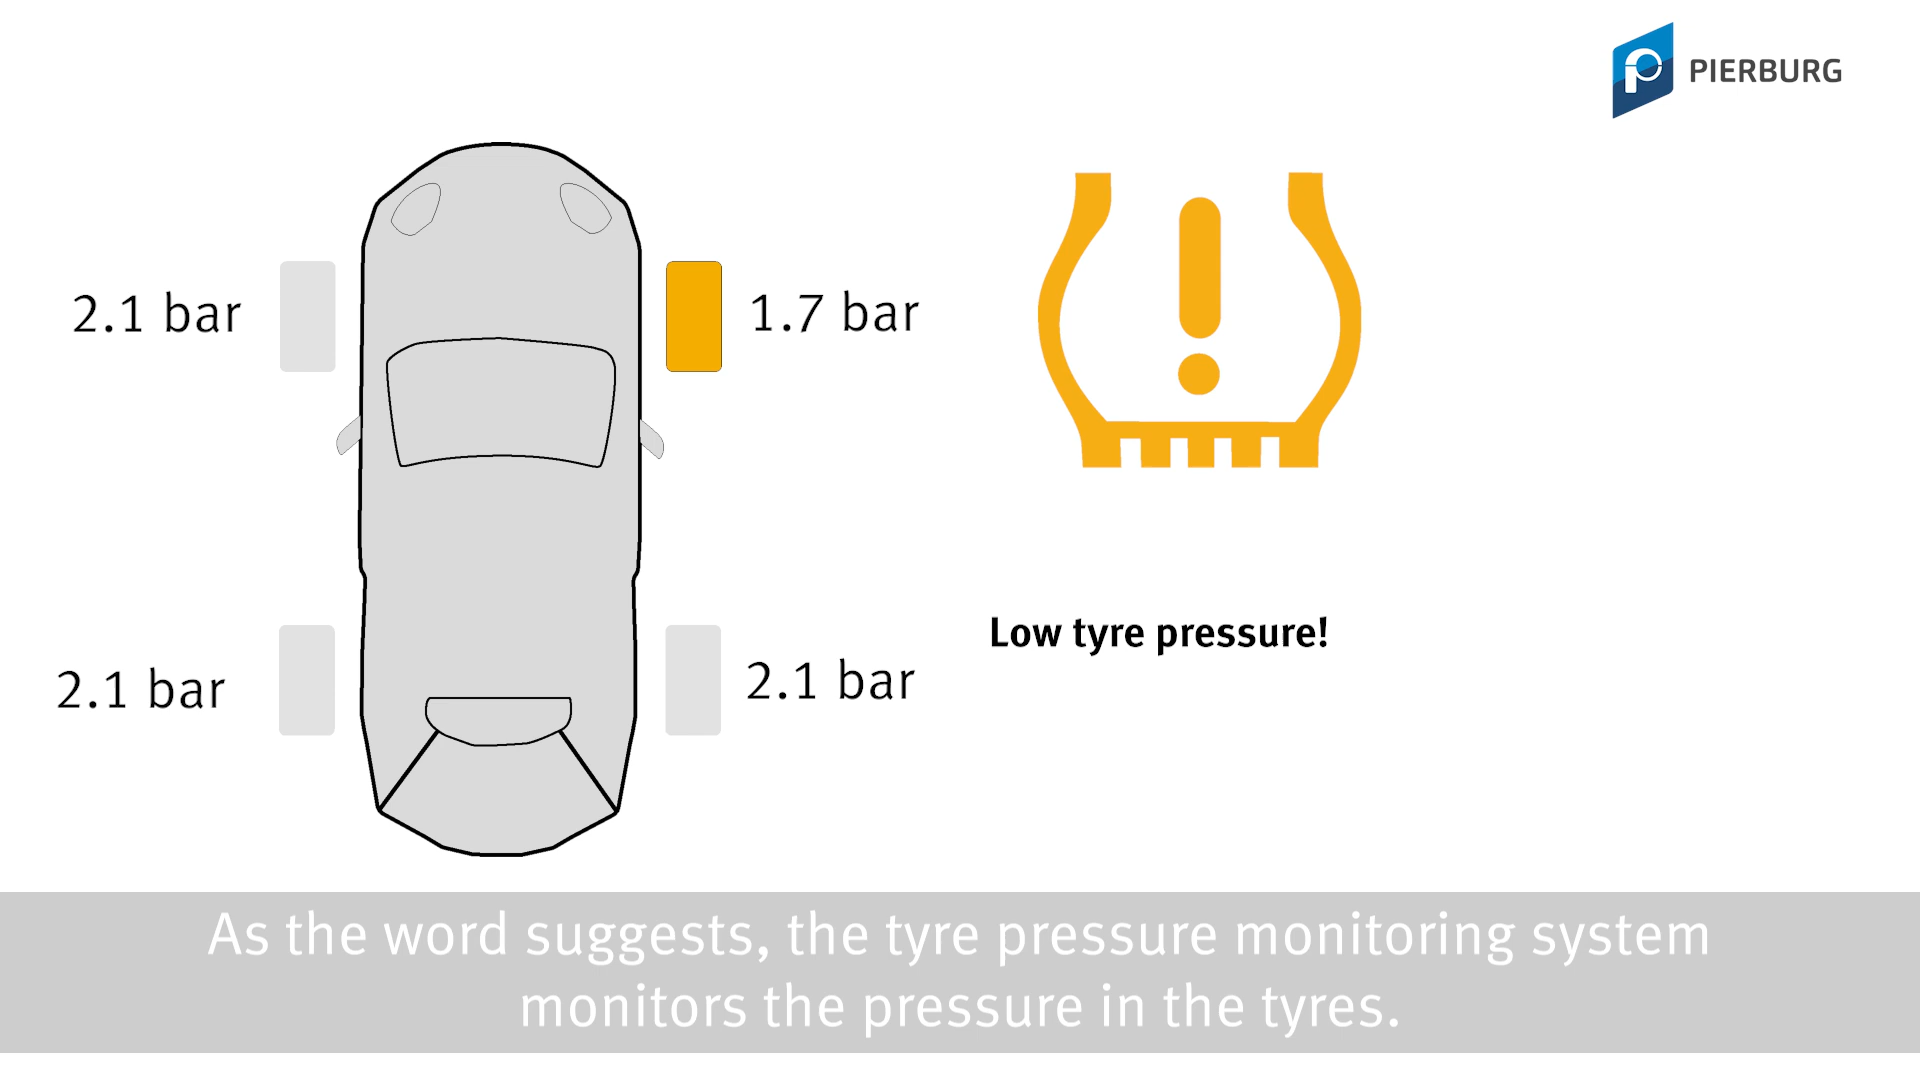 PIERBURG
2.1 bar
1.7 bar
Low tyre pressure!
2.1 bar
2.1 bar
As the word suggests, the tyre pressure monitoring system
monitors the pressure in the tyres.